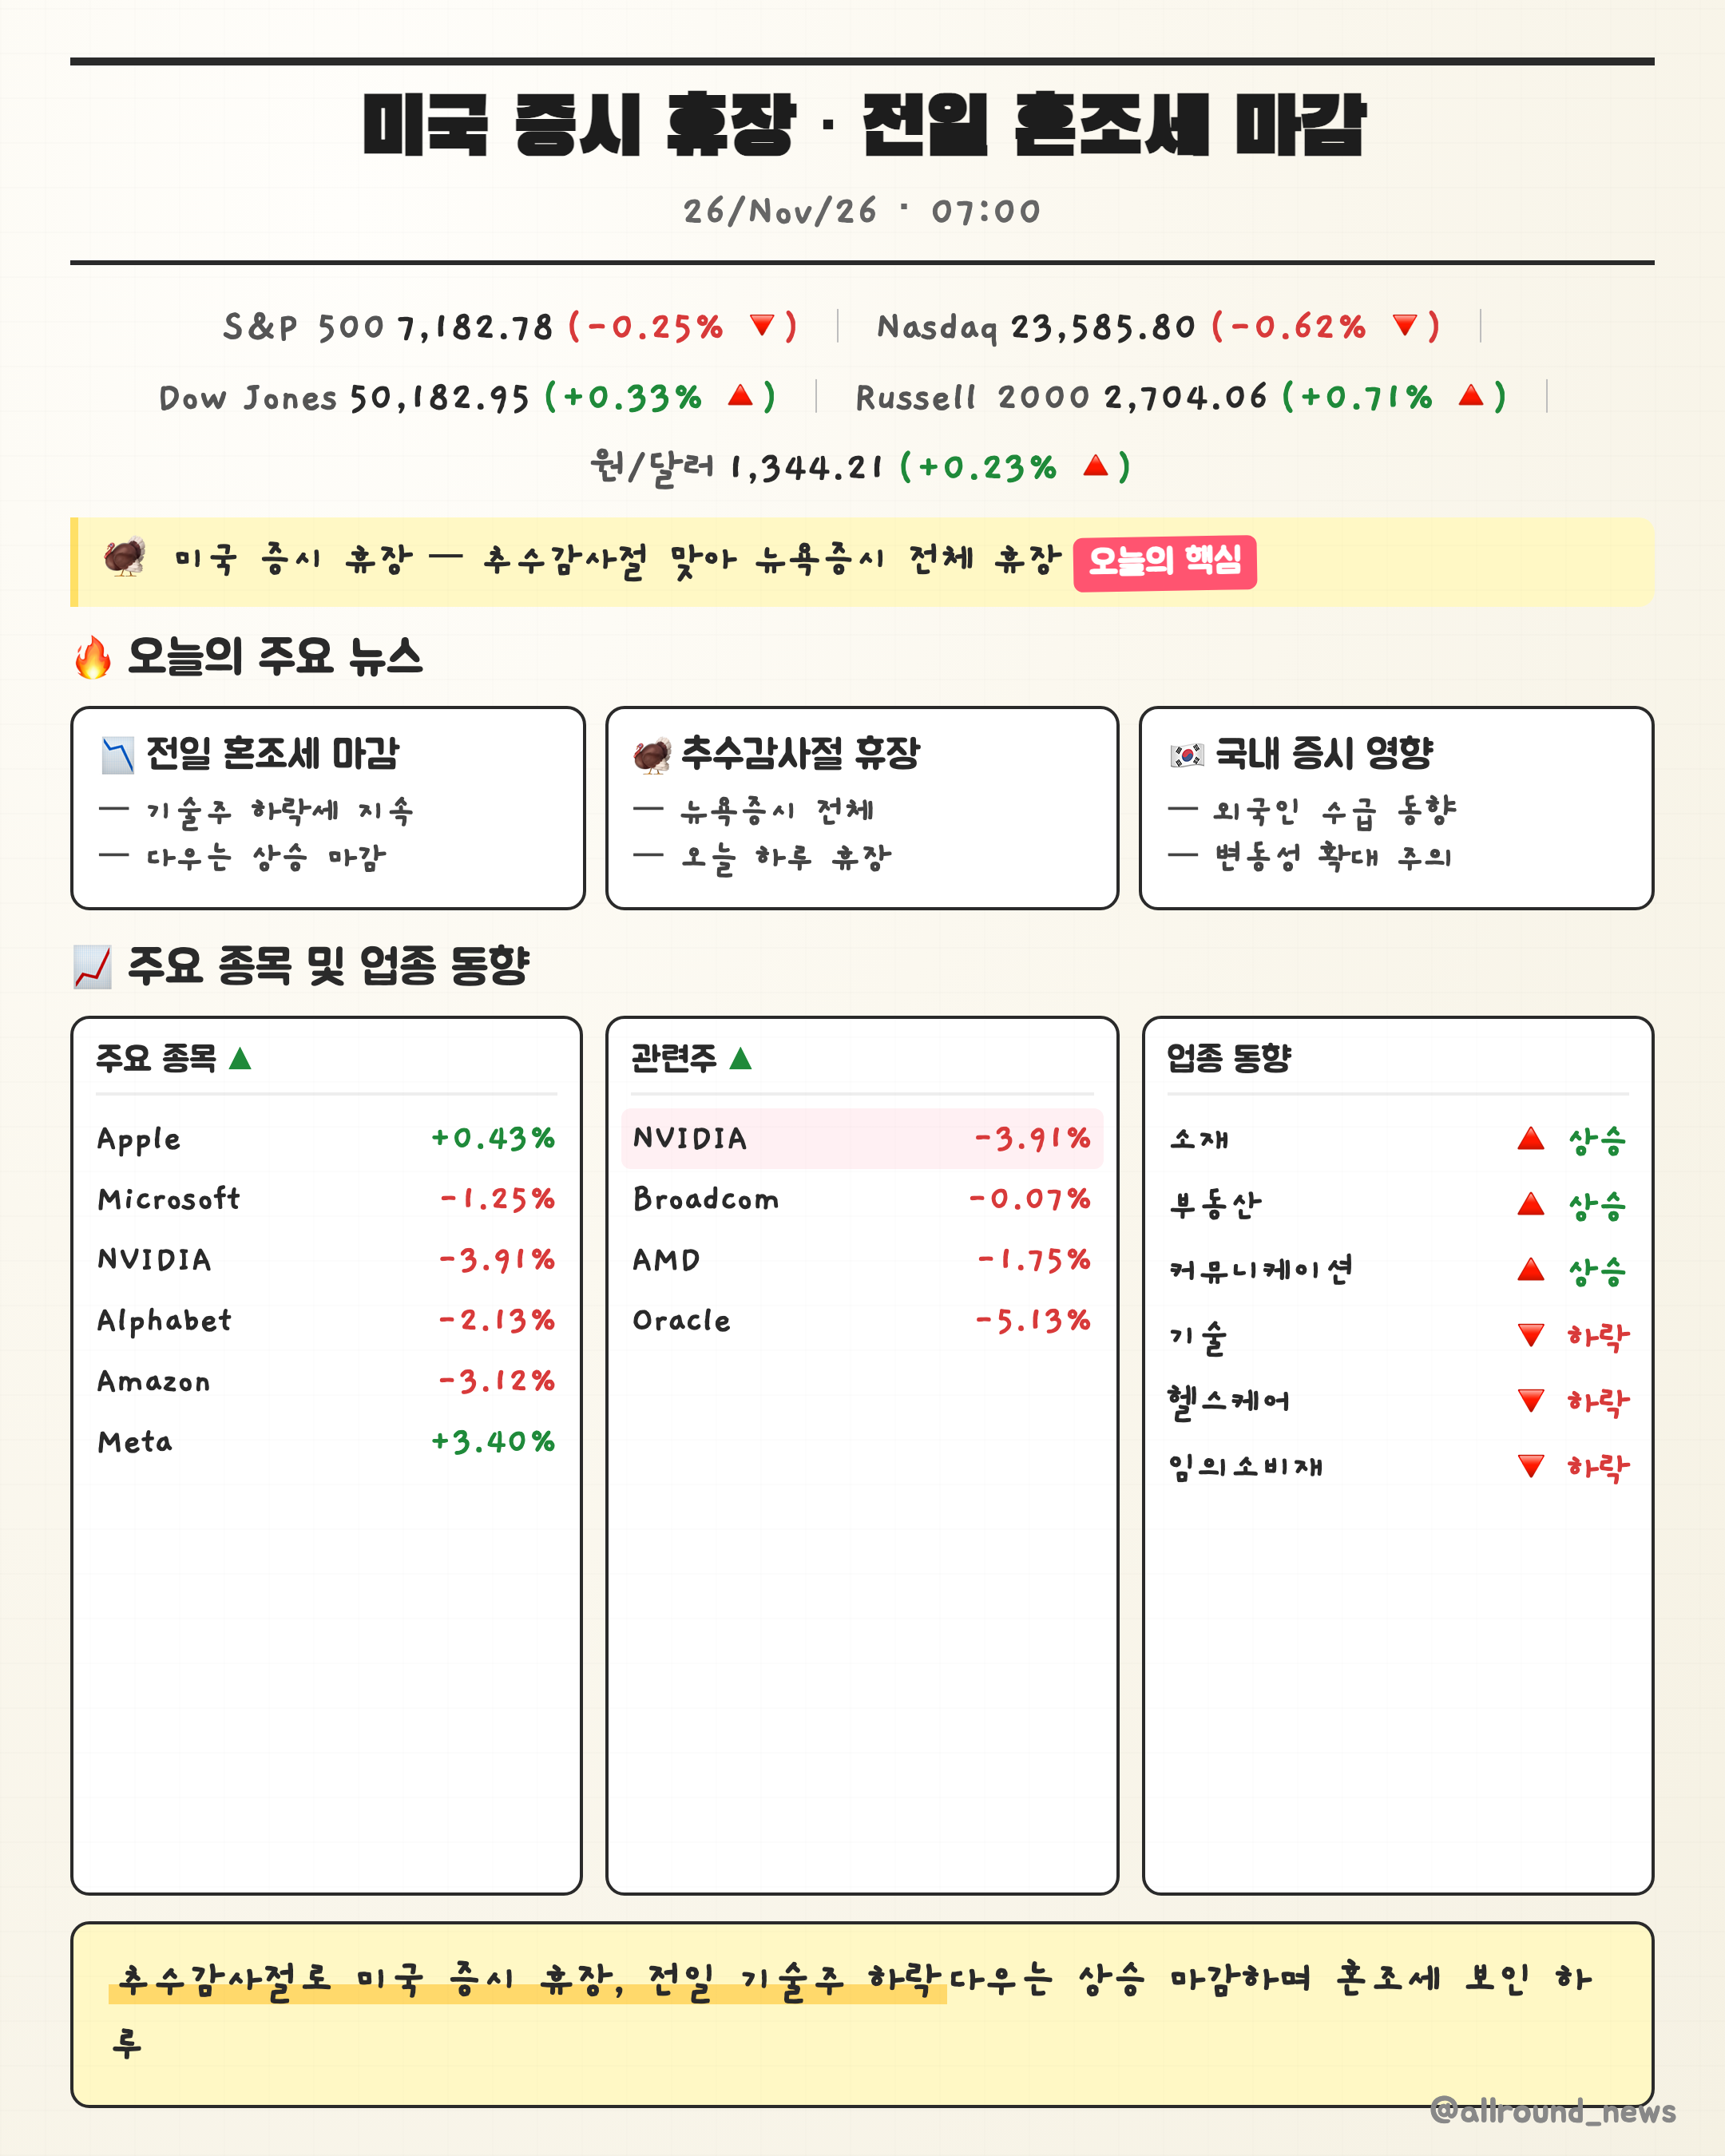 미국 증시 휴장 · 전일 혼조세 마감
26/Nov/26 · 07:00
S&P 500 7,182.78 (-0.25% 🔻) | Nasdaq 23,585.80 (-0.62% 🔻) |
Dow Jones 50,182.95 (+0.33% 🔺) | Russell 2000 2,704.06 (+0.71% 🔺) |
원/달러 1,344.21 (+0.23% 🔺)
🦃 미국 증시 휴장 — 추수감사절 맞아 뉴욕증시 전체 휴장 오늘의 핵심
🔥 오늘의 주요 뉴스
📉 전일 혼조세 마감
— 기술주 하락세 지속
— 다우는 상승 마감
🦃 추수감사절 휴장
— 뉴욕증시 전체
— 오늘 하루 휴장
🇰🇷 국내 증시 영향
— 외국인 수급 동향
— 변동성 확대 주의
📈 주요 종목 및 업종 동향
주요 종목 ▲
Apple +0.43%
Microsoft -1.25%
NVIDIA -3.91%
Alphabet -2.13%
Amazon -3.12%
Meta +3.40%
관련주 ▲
NVIDIA -3.91%
Broadcom -0.07%
AMD -1.75%
Oracle -5.13%
업종 동향
소재 🔺 상승
부동산 🔺 상승
커뮤니케이션 🔺 상승
기술 🔻 하락
헬스케어 🔻 하락
임의소비재 🔻 하락
추수감사절로 미국 증시 휴장, 전일 기술주 하락다우는 상승 마감하며 혼조세 보인 하
루
@allround_news